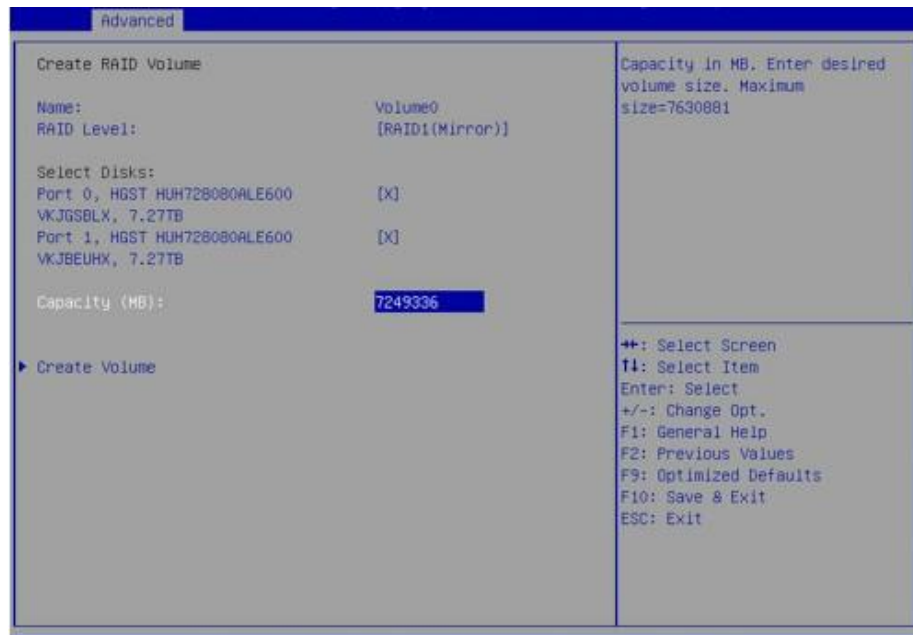 Advanced
Create RAID Volume
Name: Volume0
RAID Level: [RAID1(Mirror)]
Select Disks:
Port 0, HGST HUH728080ALE600 [X]
VKJGSBLX, 7.27TB
Port 1, HGST HUH728080ALE600 [X]
VKJBEUHX, 7.27TB
Capacity (MB): 7249336
Create Volume
Capacity in MB. Enter desired
volume size. Maximum
size=7630881
→←: Select Screen
↑↓: Select Item
Enter: Select
+/-: Change Opt.
F1: General Help
F2: Previous Values
F9: Optimized Defaults
F10: Save & Exit
ESC: Exit